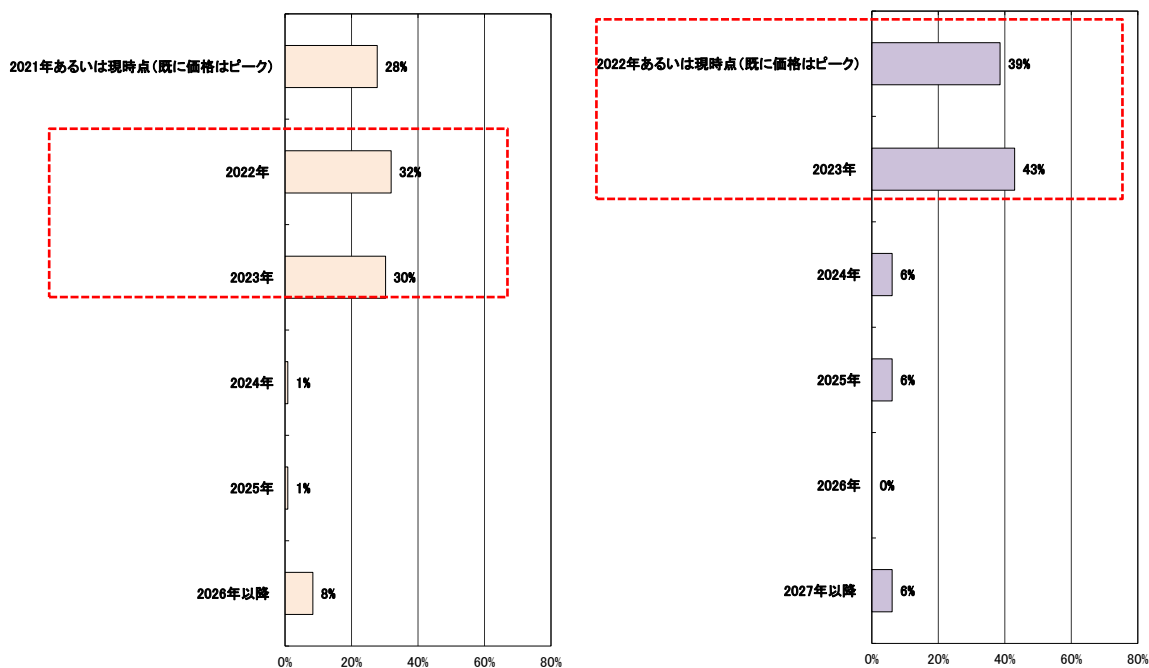 2021年あるいは現時点(既に価格はピーク)
28%
2022年
32%
2023年
30%
2024年
1%
2025年
1%
2026年以降
8%
0% 20% 40% 60% 80%
2022年あるいは現時点(既に価格はピーク)
39%
2023年
43%
2024年
6%
2025年
6%
2026年
0%
2027年以降
6%
0% 20% 40% 60% 80%